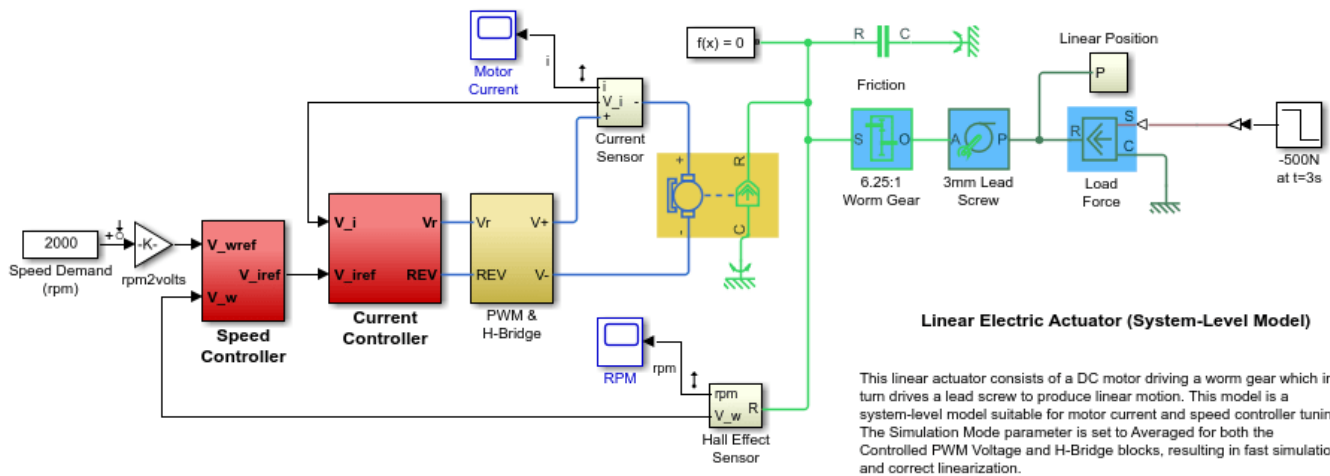 Motor
Current
i
i
V_i
-
+
Current
Sensor
f(x) = 0
R
C
Friction
Linear Position
P
S
O
6.25:1
Worm Gear
A
P
3mm Lead
Screw
R
S
C
Load
Force
-500N
at t=3s
2000
Speed Demand
(rpm)
+
-K-
rpm2volts
V_wref
V_iref
V_w
Speed
Controller
V_i
Vr
V_iref
REV
Current
Controller
Vr
V+
REV
V-
PWM &
H-Bridge
+
R
-
C
RPM
rpm
rpm
V_w
R
Hall Effect
Sensor
Linear Electric Actuator (System-Level Model)
This linear actuator consists of a DC motor driving a worm gear which in
turn drives a lead screw to produce linear motion. This model is a
system-level model suitable for motor current and speed controller tunin
The Simulation Mode parameter is set to Averaged for both the
Controlled PWM Voltage and H-Bridge blocks, resulting in fast simulatio
and correct linearization.